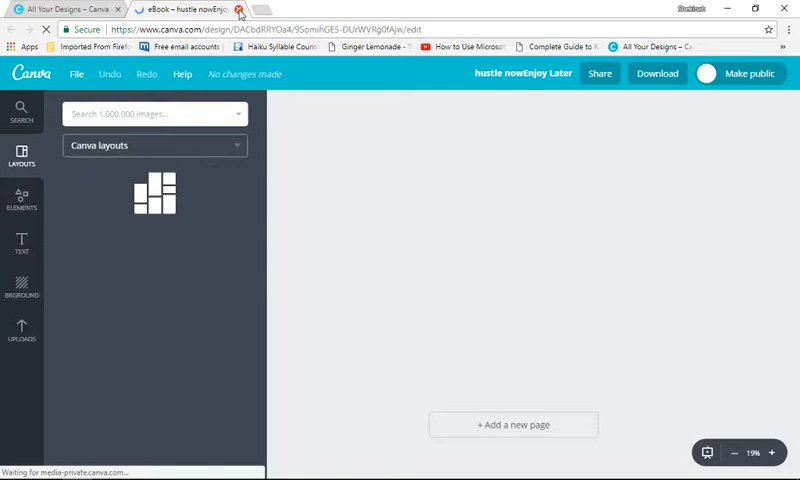 All Your Designs – Canva
eBook – hustle nowEnjoy
Secure
https://www.canva.com/design/DACbdRRYOa4/9SomihGE5-DUrWVRg0fAjw/edit
Imported From Firefo
Free email accounts
Haiku Syllable Count
Ginger Lemonade - T
How to Use Microsof
Complete Guide to K
All Your Designs – Ca
Canva
File
Undo
Redo
Help
No changes made
hustle nowEnjoy Later
Share
Download
Make public
SEARCH
Search 1,000,000 images...
LAYOUTS
Canva layouts
ELEMENTS
TEXT
BKGROUND
UPLOADS
+ Add a new page
19%
Waiting for media-private.canva.com...